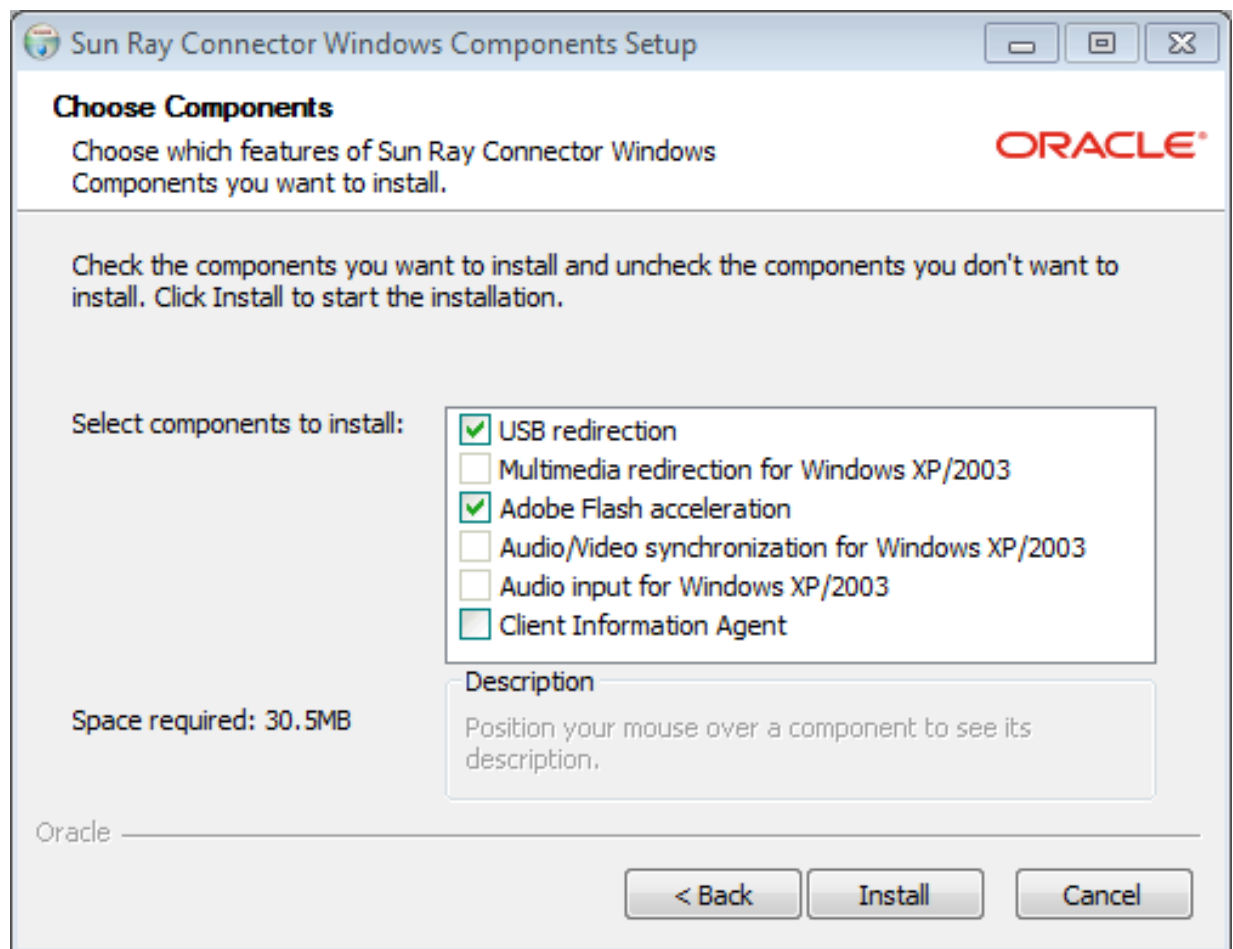 Sun Ray Connector Windows Components Setup
Choose Components
Choose which features of Sun Ray Connector Windows
Components you want to install.
ORACLE®
Check the components you want to install and uncheck the components you don't want to
install. Click Install to start the installation.
Select components to install:
USB redirection
Multimedia redirection for Windows XP/2003
Adobe Flash acceleration
Audio/Video synchronization for Windows XP/2003
Audio input for Windows XP/2003
Client Information Agent
Space required: 30.5MB
Description
Position your mouse over a component to see its
description.
Oracle
< Back
Install
Cancel